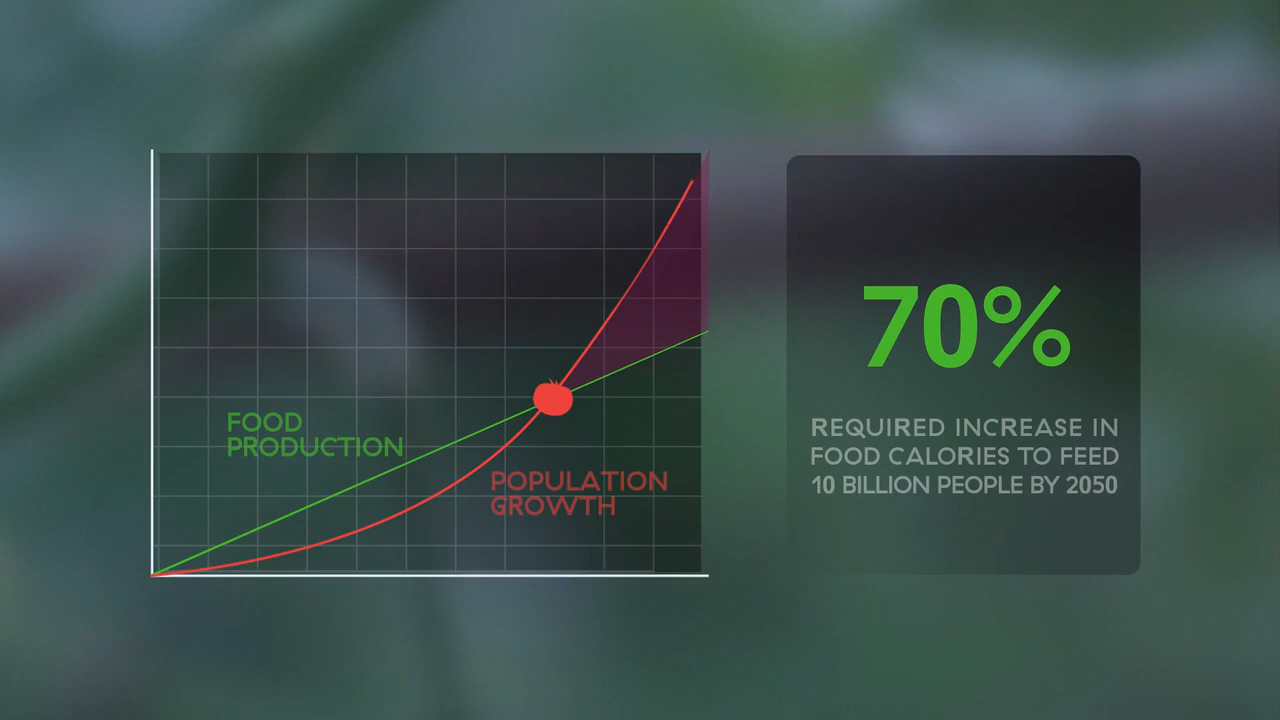 FOOD
PRODUCTION
POPULATION
GROWTH
70%
REQUIRED INCREASE IN
FOOD CALORIES TO FEED
10 BILLION PEOPLE BY 2050